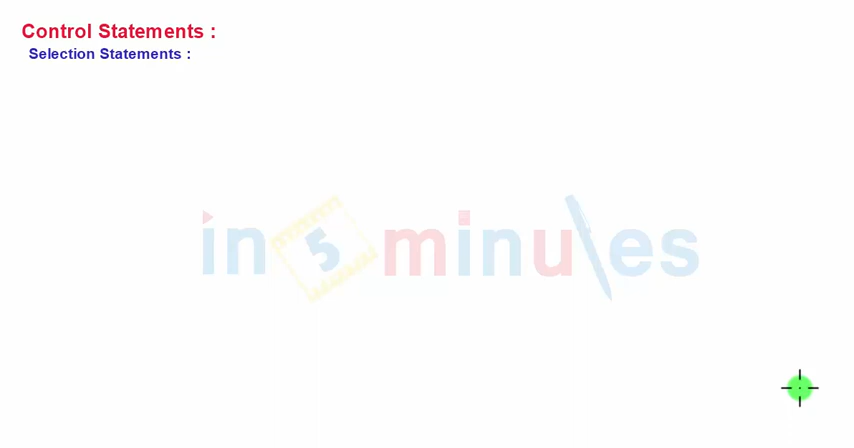 Control Statements :
Selection Statements :
in 5 minutes